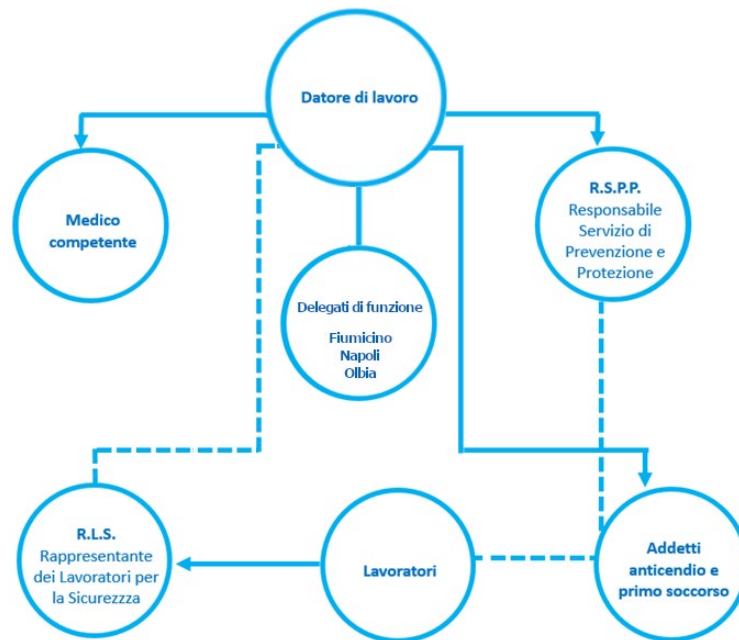 Datore di lavoro
Medico
competente
R.S.P.P.
Responsabile
Servizio di
Prevenzione e
Protezione
Delegati di funzione
Fiumicino
Napoli
Olbia
R.L.S.
Rappresentante
dei Lavoratori per
la Sicurezzza
Lavoratori
Addetti
anticendio e
primo soccorso